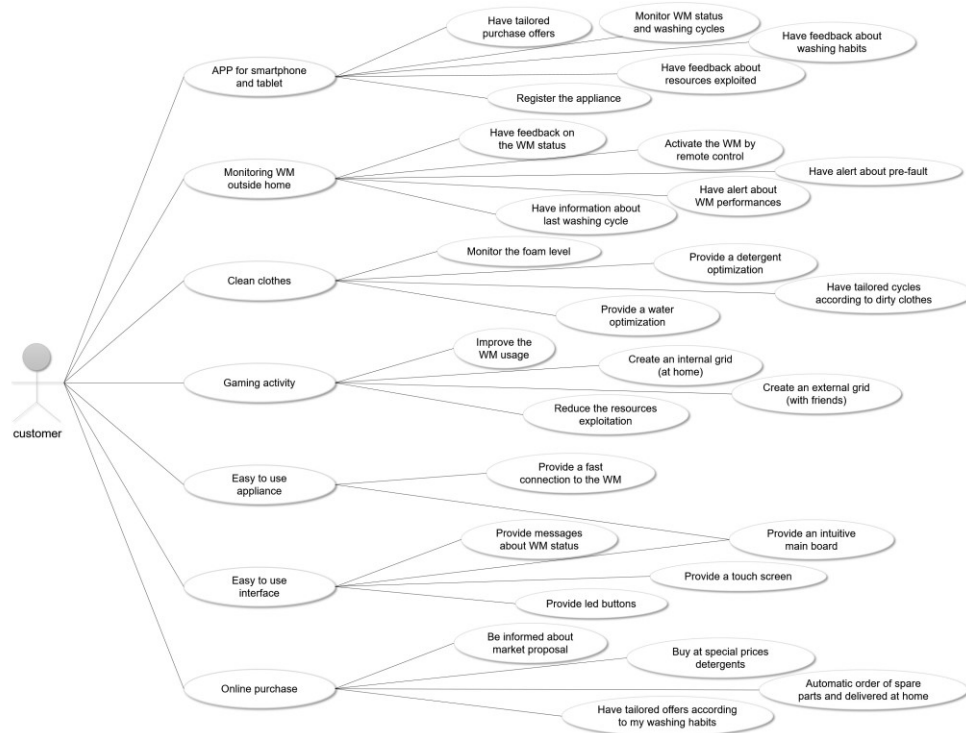 Have tailored
purchase offers
Monitor WM status
and washing cycles
Have feedback about
washing habits
APP for smartphone
and tablet
Have feedback about
resources exploited
Register the appliance
Have feedback on
the WM status
Activate the WM by
remote control
Monitoring WM
outside home
Have alert about pre-fault
Have alert about
WM performances
Have information about
last washing cycle
Monitor the foam level
Provide a detergent
optimization
Clean clothes
Have tailored cycles
according to dirty clothes
Provide a water
optimization
Improve the
WM usage
Create an internal grid
(at home)
Gaming activity
Create an external grid
(with friends)
Reduce the resources
exploitation
customer
Easy to use
appliance
Provide a fast
connection to the WM
Provide messages
about WM status
Provide an intuitive
main board
Easy to use
interface
Provide a touch screen
Provide led buttons
Be informed about
market proposal
Buy at special prices
detergents
Online purchase
Automatic order of spare
parts and delivered at home
Have tailored offers according
to my washing habits